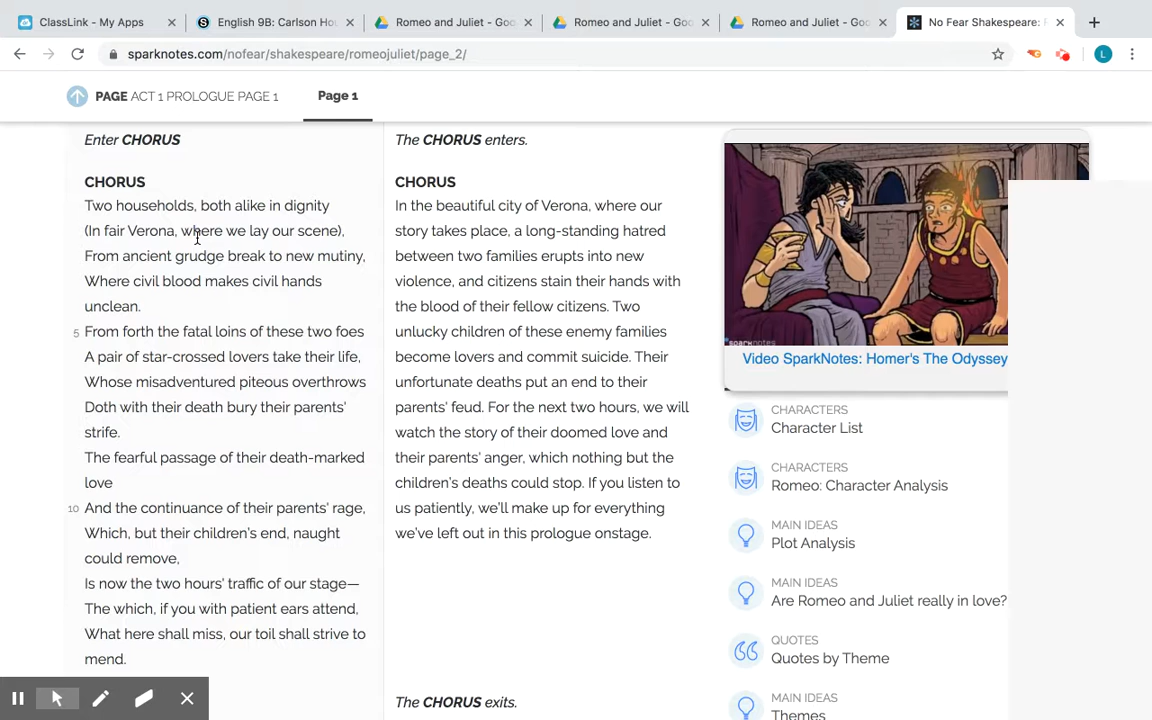 ClassLink - My Apps
English 9B: Carlson Ho
Romeo and Juliet - Goo
Romeo and Juliet - Goo
Romeo and Juliet - Goo
No Fear Shakespeare:
sparknotes.com/nofear/shakespeare/romeojuliet/page_2/
L
PAGE ACT 1 PROLOGUE PAGE 1
Page 1
Enter CHORUS
CHORUS
Two households, both alike in dignity
(In fair Verona, where we lay our scene),
From ancient grudge break to new mutiny,
Where civil blood makes civil hands
unclean.
5 From forth the fatal loins of these two foes
A pair of star-crossed lovers take their life,
Whose misadventured piteous overthrows
Doth with their death bury their parents'
strife.
The fearful passage of their death-marked
love
10 And the continuance of their parents' rage,
Which, but their children's end, naught
could remove,
Is now the two hours' traffic of our stage—
The which, if you with patient ears attend,
What here shall miss, our toil shall strive to
mend.
The CHORUS enters.
CHORUS
In the beautiful city of Verona, where our
story takes place, a long-standing hatred
between two families erupts into new
violence, and citizens stain their hands with
the blood of their fellow citizens. Two
unlucky children of these enemy families
become lovers and commit suicide. Their
unfortunate deaths put an end to their
parents' feud. For the next two hours, we will
watch the story of their doomed love and
their parents' anger, which nothing but the
children's deaths could stop. If you listen to
us patiently, we'll make up for everything
we've left out in this prologue onstage.
The CHORUS exits.
sparknotes
Video SparkNotes: Homer's The Odyssey
CHARACTERS
Character List
CHARACTERS
Romeo: Character Analysis
MAIN IDEAS
Plot Analysis
MAIN IDEAS
Are Romeo and Juliet really in love?
QUOTES
Quotes by Theme
MAIN IDEAS
Themes